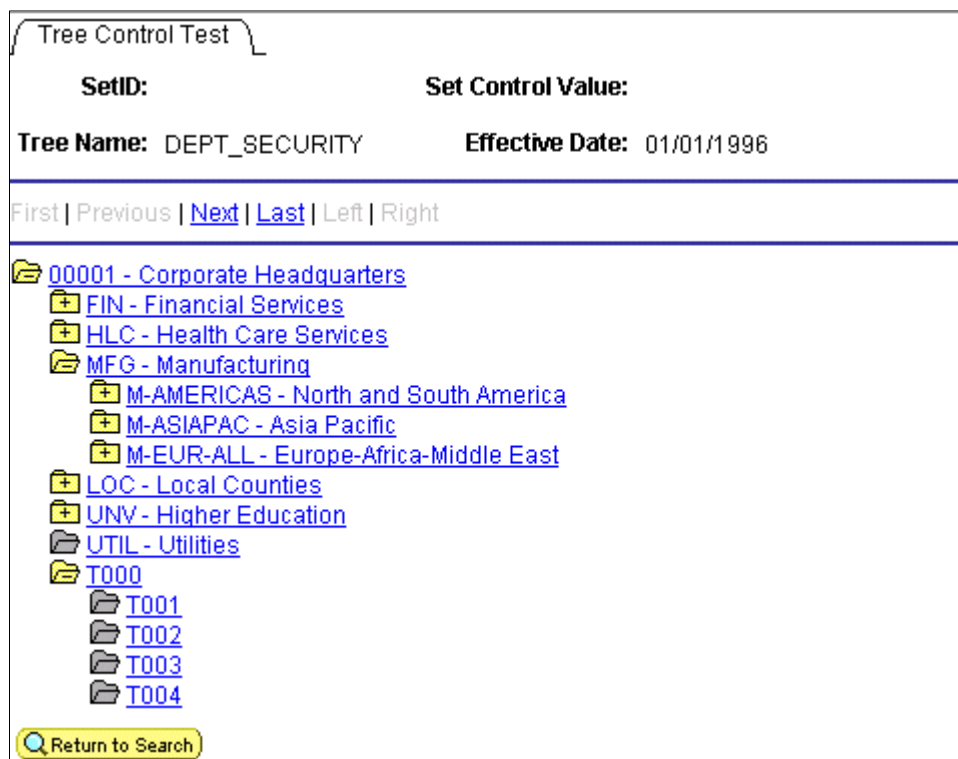 Tree Control Test
SetID: Set Control Value:
Tree Name: DEPT_SECURITY Effective Date: 01/01/1996
First | Previous | Next | Last | Left | Right
00001 - Corporate Headquarters
FIN - Financial Services
HLC - Health Care Services
MFG - Manufacturing
M-AMERICAS - North and South America
M-ASIAPAC - Asia Pacific
M-EUR-ALL - Europe-Africa-Middle East
LOC - Local Counties
UNV - Higher Education
UTIL - Utilities
T000
T001
T002
T003
T004
Return to Search